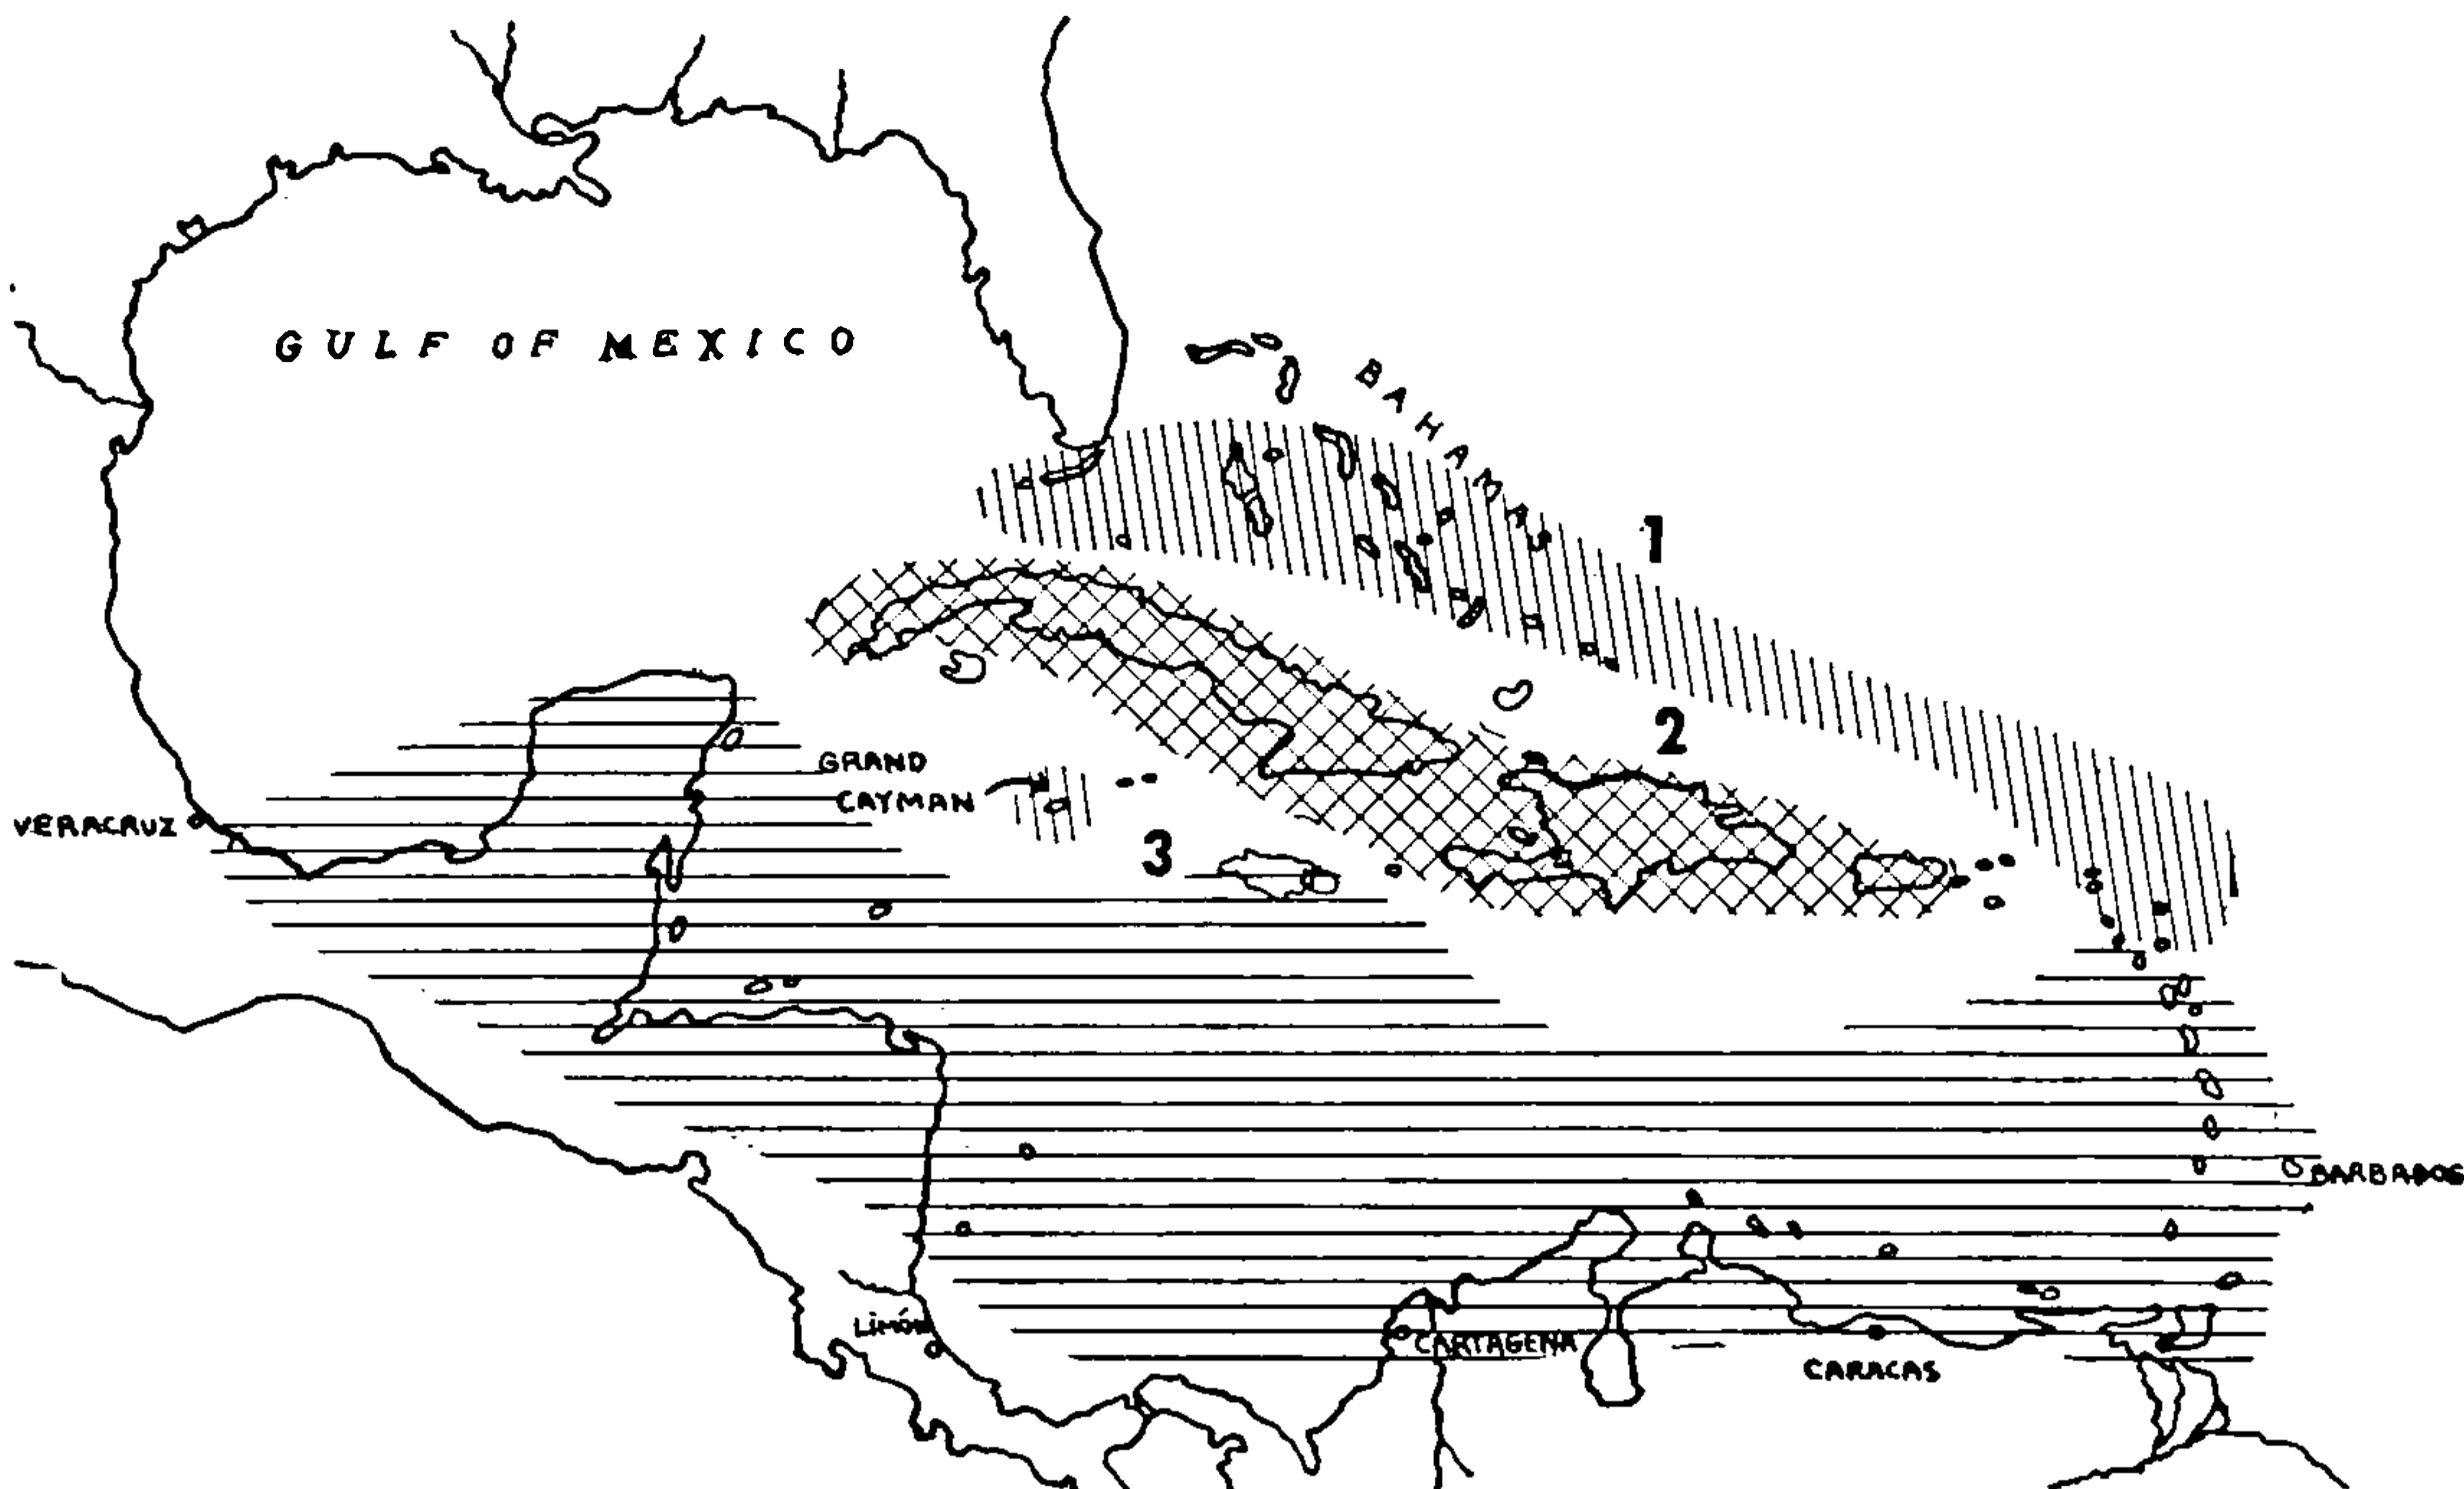 GULF OF MEXICO
BAHAMAS
1
2
GRAND
CAYMAN
VERACRUZ
3
BARBADOS
LIMÓN
CARTAGENA
CARACAS